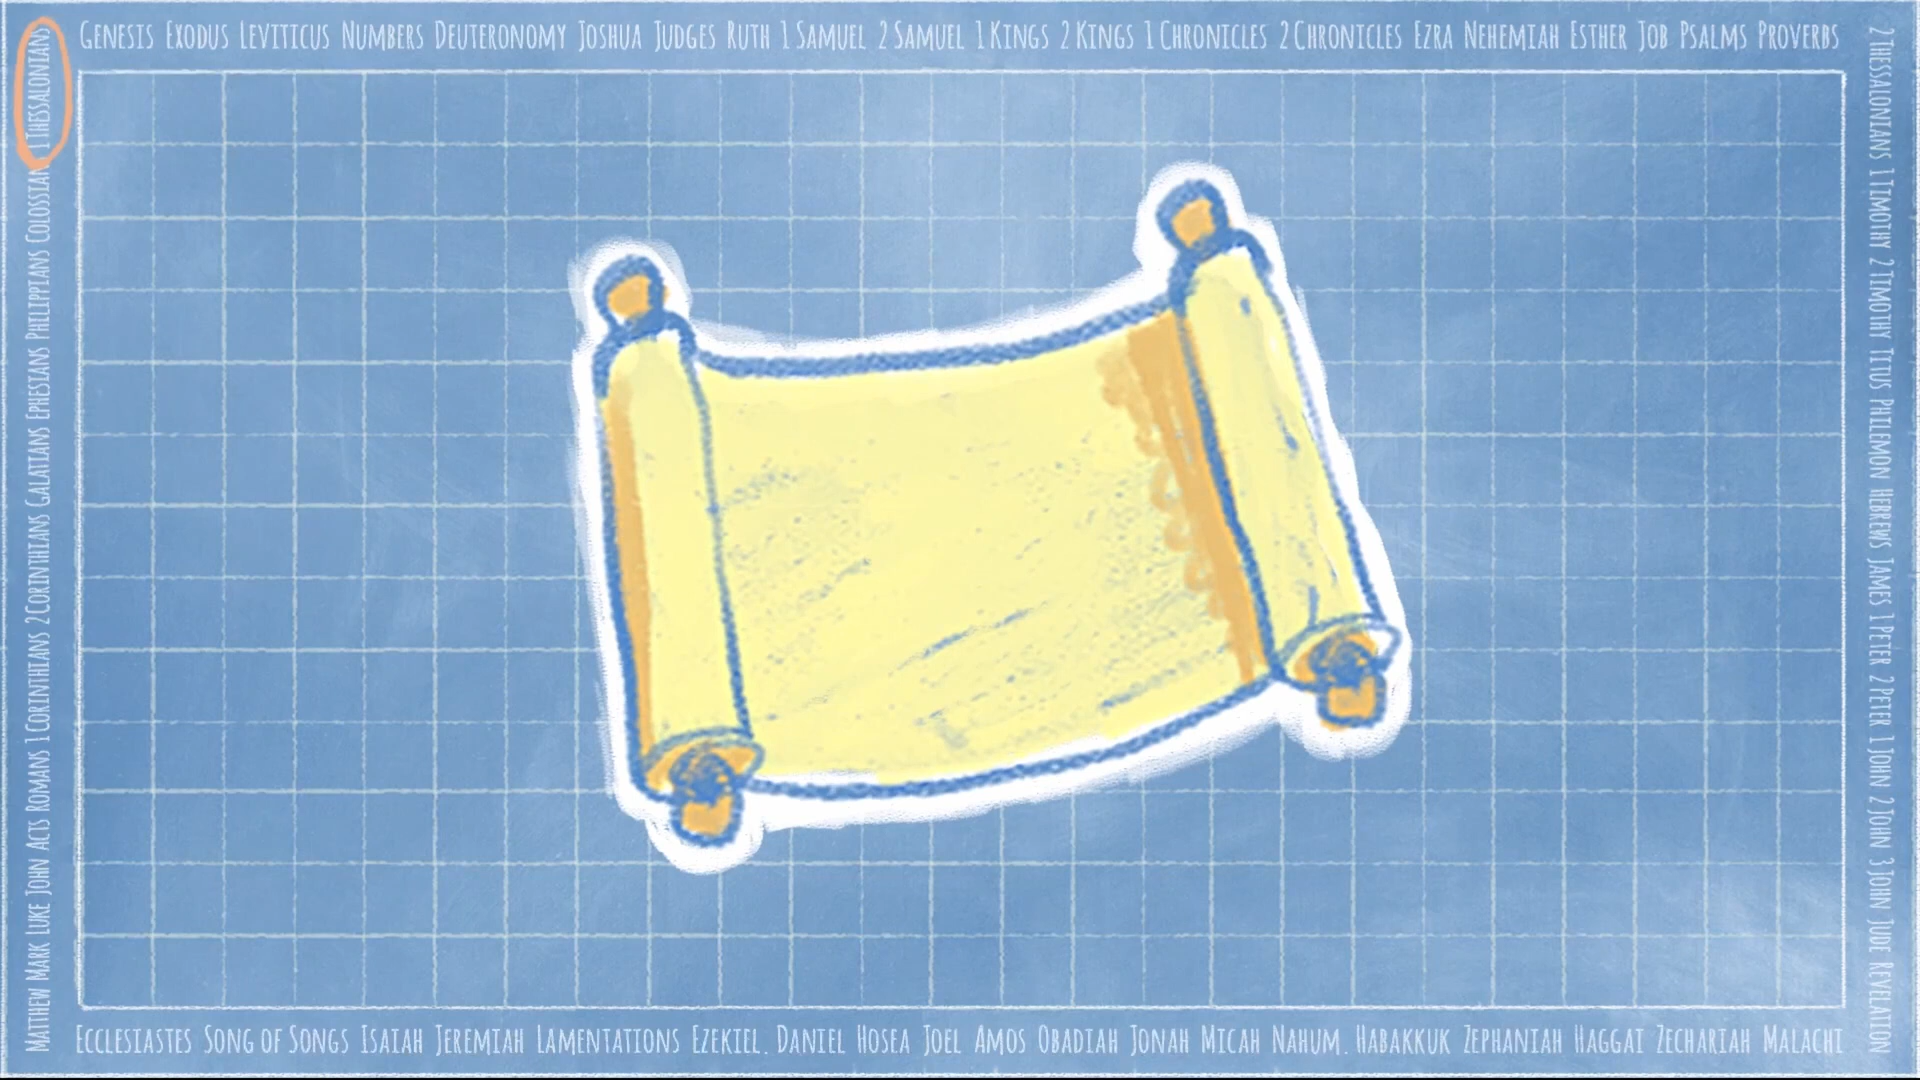 Genesis Exodus Leviticus Numbers Deuteronomy Joshua Judges Ruth 1 Samuel 2 Samuel 1 Kings 2 Kings 1 Chronicles 2 Chronicles Ezra Nehemiah Esther Job Psalms Proverbs
Ecclesiastes Song of Songs Isaiah Jeremiah Lamentations Ezekiel. Daniel Hosea Joel Amos Obadiah Jonah Micah Nahum. Habakkuk Zephaniah Haggai Zechariah Malachi
Matthew Mark Luke John Acts Romans 1 Corinthians 2 Corinthians Galatians Ephesians Philippians Colossians 1 Thessalonians
2 Thessalonians 1 Timothy 2 Timothy Titus Philemon Hebrews James 1 Peter 2 Peter 1 John 2 John 3 John Jude Revelation